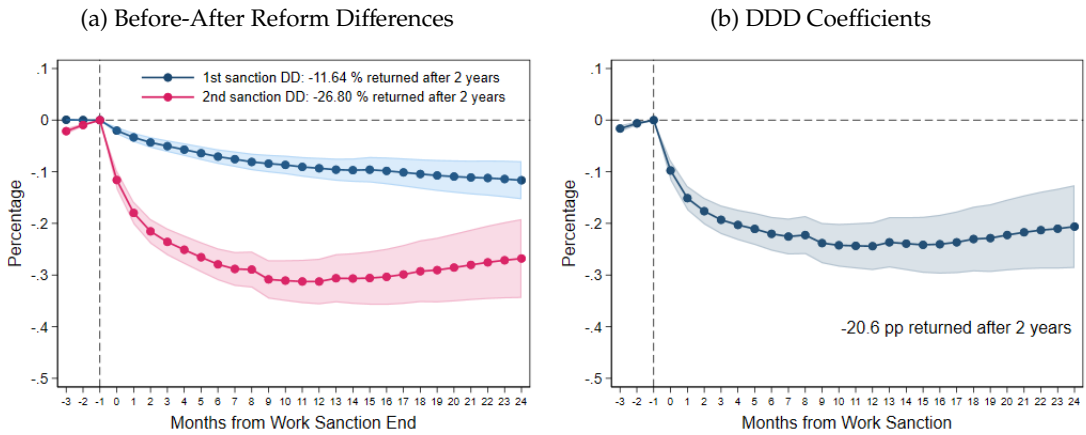 (a) Before-After Reform Differences
.1
0
-.1
-.2
-.3
-.4
-.5
Percentage
1st sanction DD: -11.64 % returned after 2 years
2nd sanction DD: -26.80 % returned after 2 years
-3 -2 -1 0 1 2 3 4 5 6 7 8 9 10 11 12 13 14 15 16 17 18 19 20 21 22 23 24
Months from Work Sanction End
(b) DDD Coefficients
.1
0
-.1
-.2
-.3
-.4
-.5
Percentage
-20.6 pp returned after 2 years
-3 -2 -1 0 1 2 3 4 5 6 7 8 9 10 11 12 13 14 15 16 17 18 19 20 21 22 23 24
Months from Work Sanction